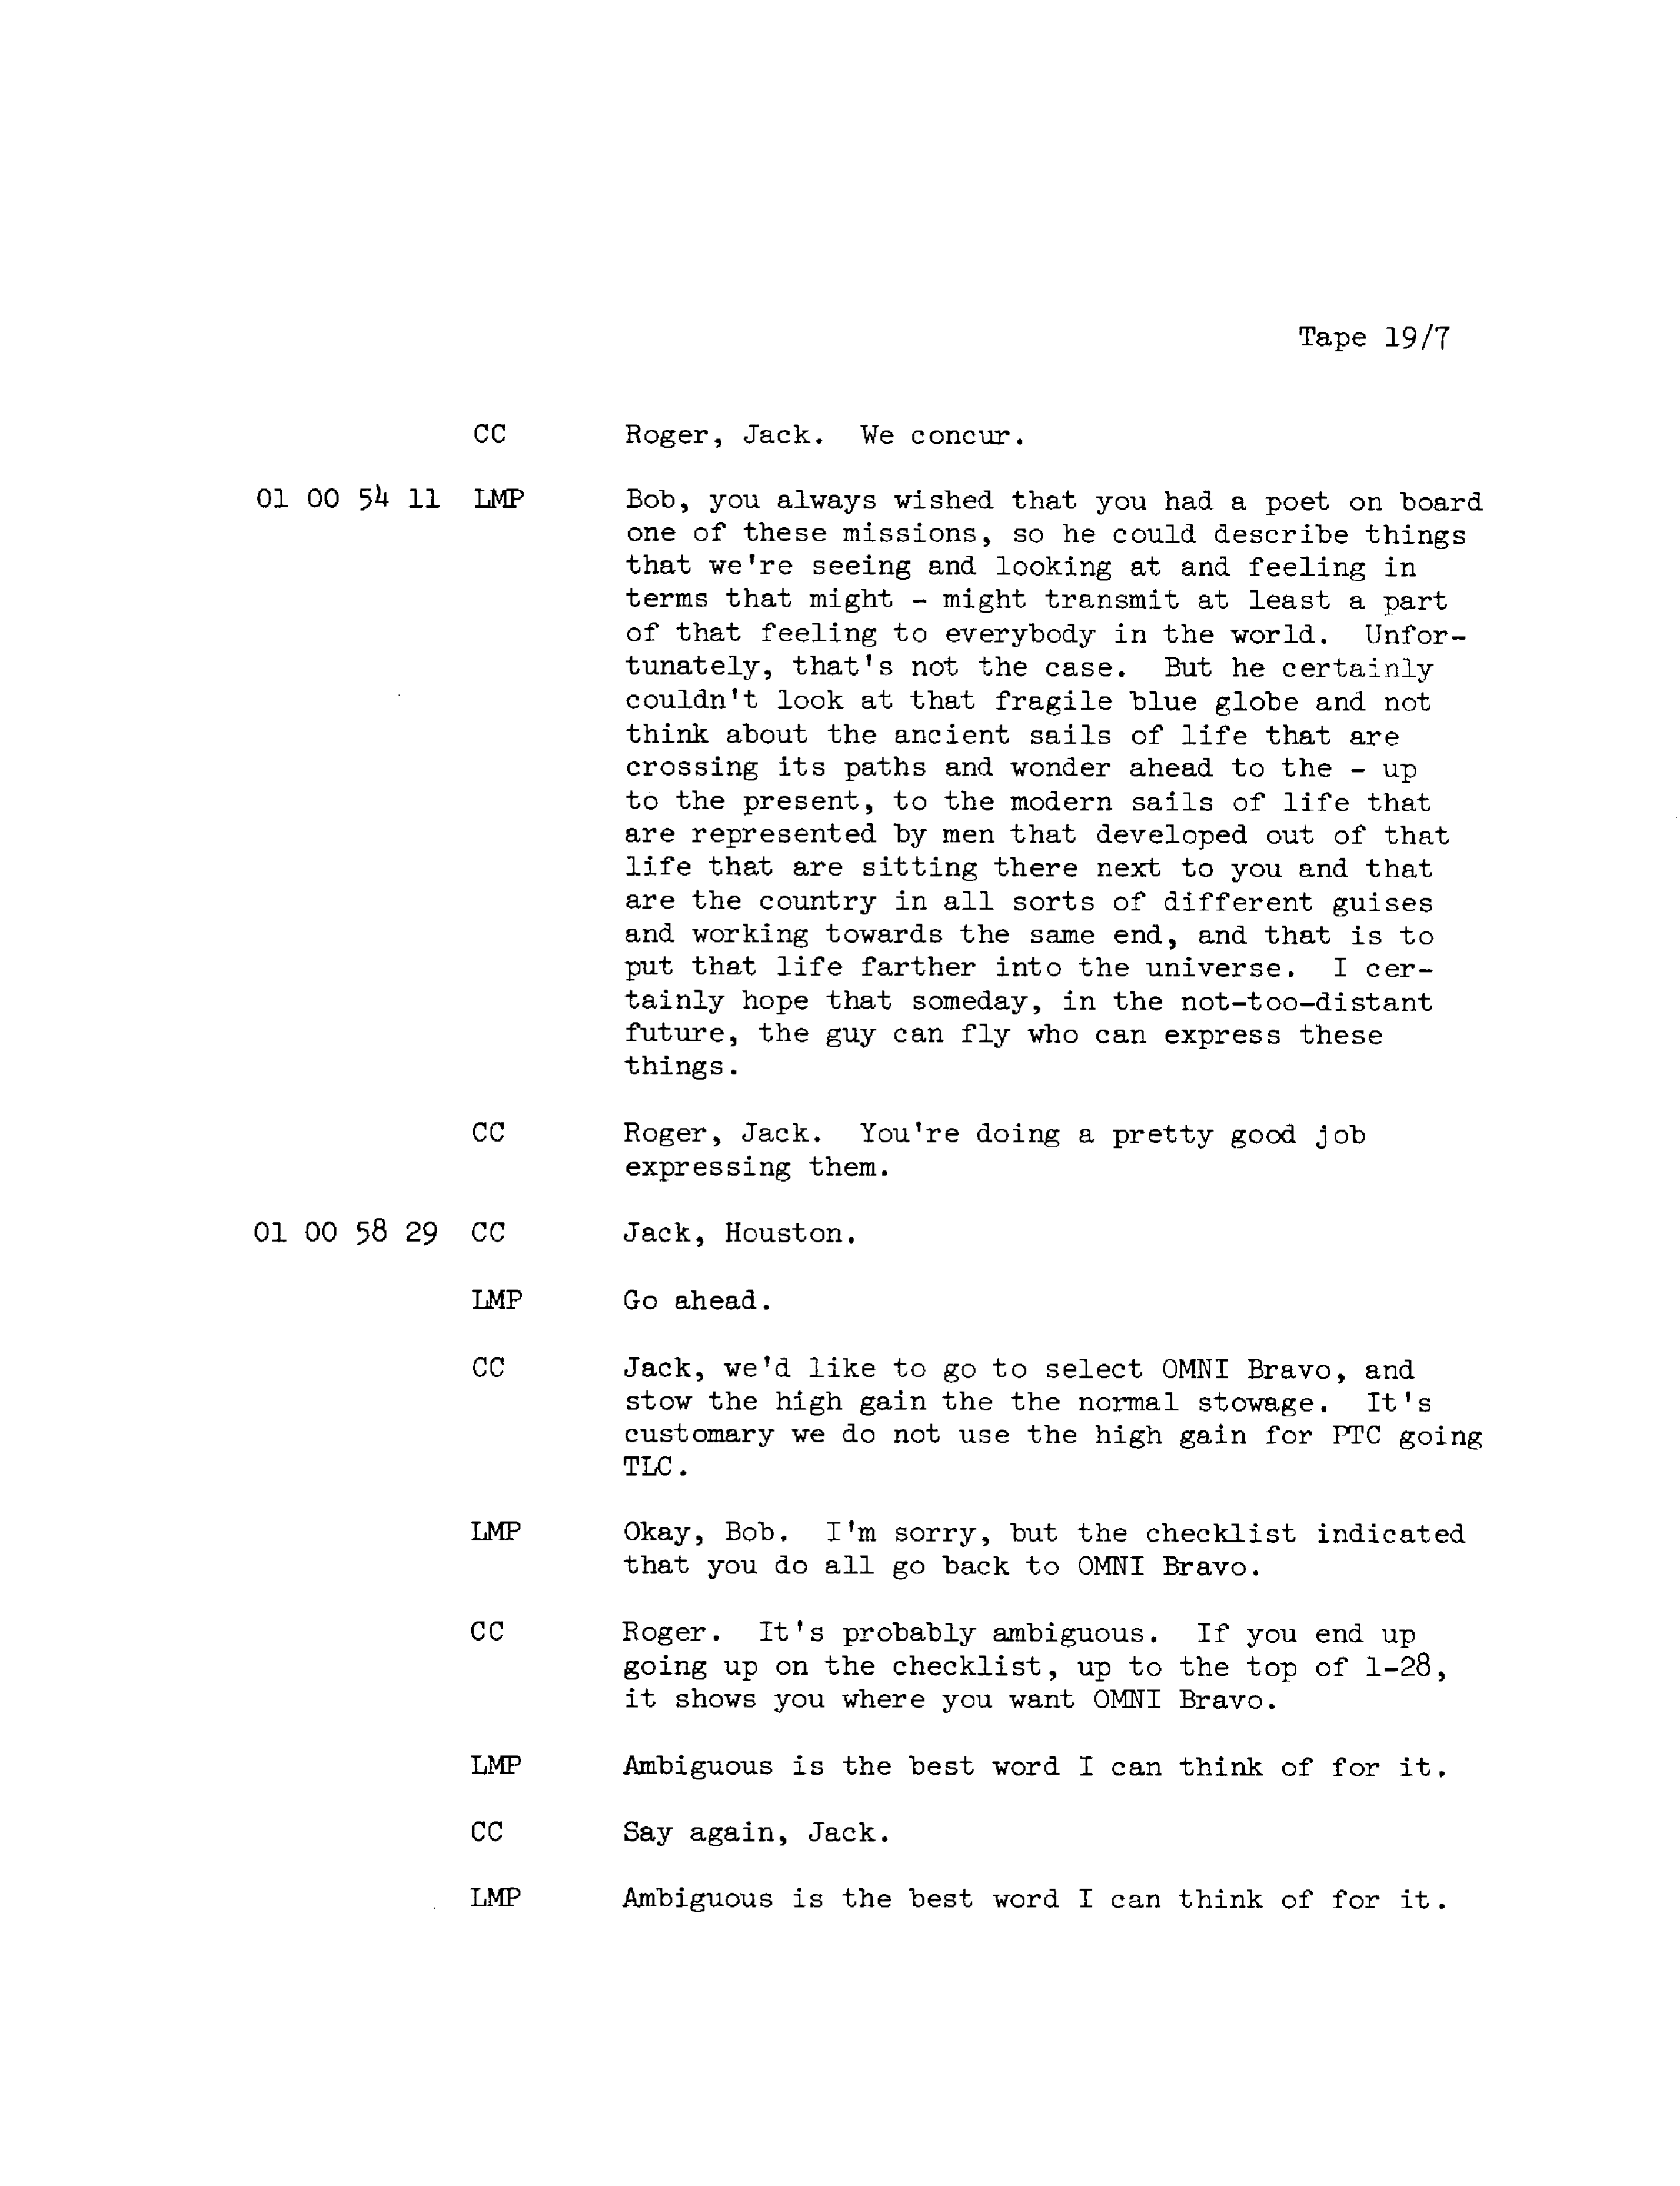 Tape 19/7
CC Roger, Jack. We concur.
01 00 54 11 LMP Bob, you always wished that you had a poet on board
one of these missions, so he could describe things
that we're seeing and looking at and feeling in
terms that might - might transmit at least a part
of that feeling to everybody in the world. Unfor-
tunately, that's not the case. But he certainly
couldn't look at that fragile blue globe and not
think about the ancient sails of life that are
crossing its paths and wonder ahead to the - up
to the present, to the modern sails of life that
are represented by men that developed out of that
life that are sitting there next to you and that
are the country in all sorts of different guises
and working towards the same end, and that is to
put that life farther into the universe. I cer-
tainly hope that someday, in the not-too-distant
future, the guy can fly who can express these
things.
CC Roger, Jack. You're doing a pretty good job
expressing them.
01 00 58 29 CC Jack, Houston.
LMP Go ahead.
CC Jack, we'd like to go to select OMNI Bravo, and
stow the high gain the the normal stowage. It's
customary we do not use the high gain for PTC going
TLC.
LMP Okay, Bob. I'm sorry, but the checklist indicated
that you do all go back to OMNI Bravo.
CC Roger. It's probably ambiguous. If you end up
going up on the checklist, up to the top of 1-28,
it shows you where you want OMNI Bravo.
LMP Ambiguous is the best word I can think of for it.
CC Say again, Jack.
LMP Ambiguous is the best word I can think of for it.